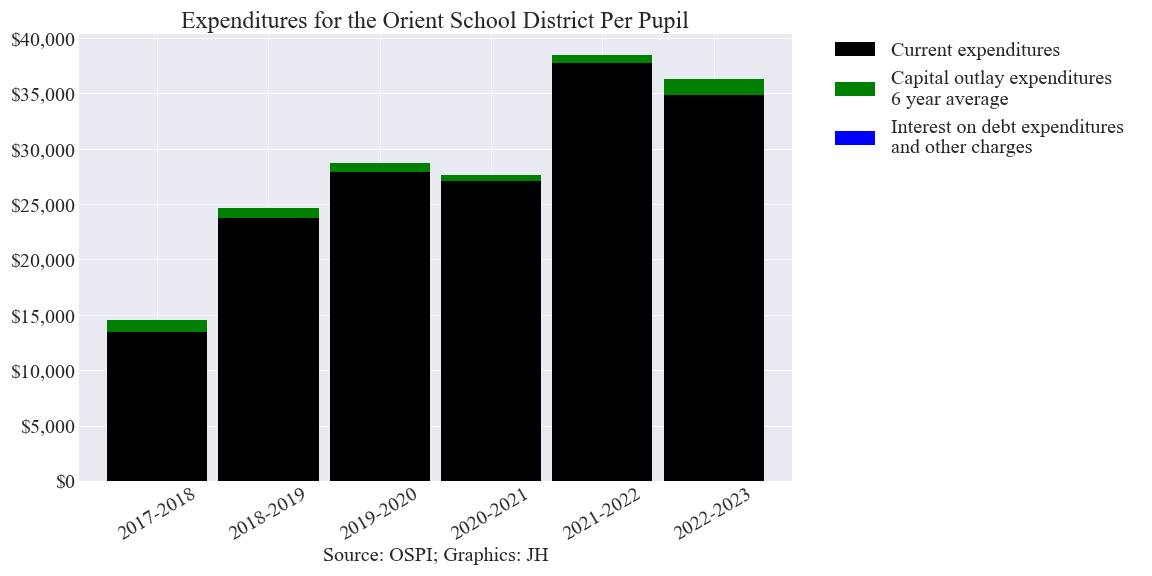 Expenditures for the Orient School District Per Pupil
$40,000
$35,000
$30,000
$25,000
$20,000
$15,000
$10,000
$5,000
$0
2017-2018
2018-2019
2019-2020
2020-2021
2021-2022
2022-2023
Source: OSPI; Graphics: JH
Current expenditures
Capital outlay expenditures
6 year average
Interest on debt expenditures
and other charges